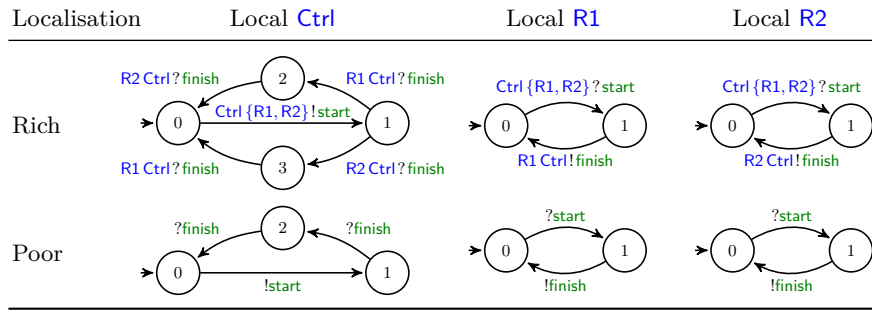 Localisation Local Ctrl Local R1 Local R2
R2 Ctrl?finish 2 R1 Ctrl?finish Ctrl {R1, R2}?start Ctrl {R1, R2}?start
Ctrl {R1, R2}!start
Rich 0 1 0 1 0 1
R1 Ctrl?finish 3 R2 Ctrl?finish R1 Ctrl!finish R2 Ctrl!finish
?finish 2 ?finish ?start ?start
Poor 0 1 0 1 0 1
!start !finish !finish